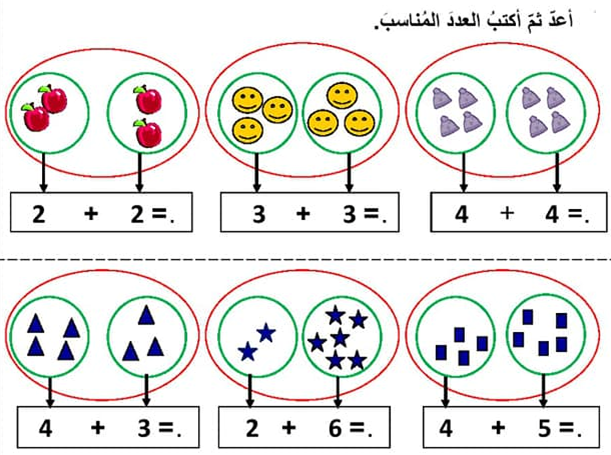 أعدّ ثمّ أكتبُ العددَ المُناسبَ.
2 + 2 =.
3 + 3 =.
4 + 4 =.
4 + 3 =.
2 + 6 =.
4 + 5 =.